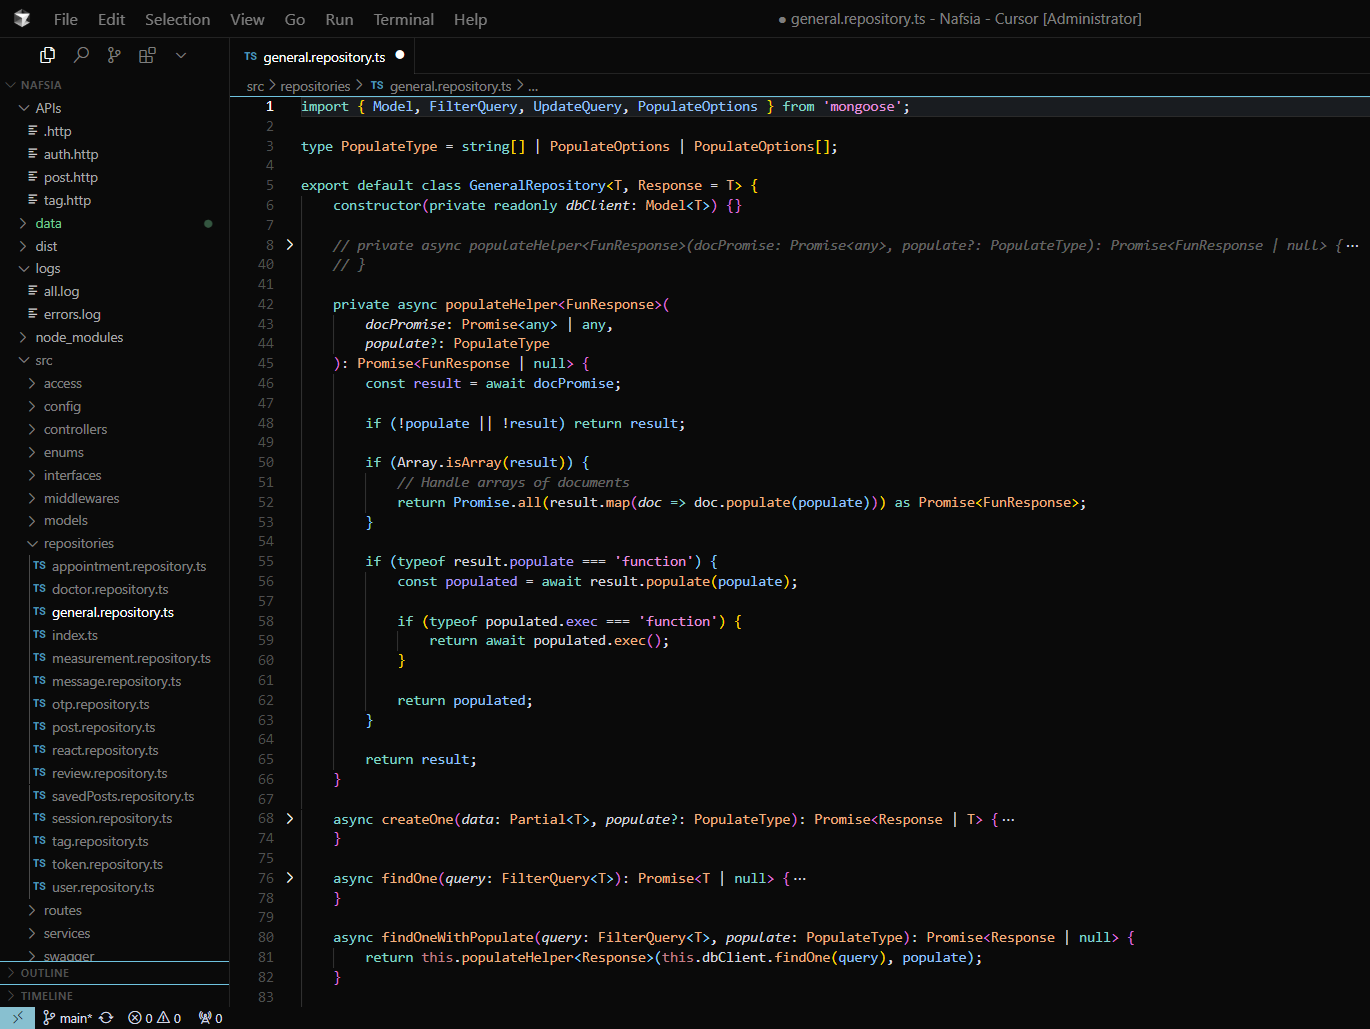 File Edit Selection View Go Run Terminal Help
● general.repository.ts - Nafsia - Cursor [Administrator]
NAFSIA
APIs
.http
auth.http
post.http
tag.http
data
dist
logs
all.log
errors.log
node_modules
src
access
config
controllers
enums
interfaces
middlewares
models
repositories
TS appointment.repository.ts
TS doctor.repository.ts
TS general.repository.ts
TS index.ts
TS measurement.repository.ts
TS message.repository.ts
TS otp.repository.ts
TS post.repository.ts
TS react.repository.ts
TS review.repository.ts
TS savedPosts.repository.ts
TS session.repository.ts
TS tag.repository.ts
TS token.repository.ts
TS user.repository.ts
routes
services
swagger
OUTLINE
TIMELINE
TS general.repository.ts ●
src > repositories > TS general.repository.ts > ...
1 import { Model, FilterQuery, UpdateQuery, PopulateOptions } from 'mongoose';
2
3 type PopulateType = string[] | PopulateOptions | PopulateOptions[];
4
5 export default class GeneralRepository<T, Response = T> {
6 constructor(private readonly dbClient: Model<T>) {}
7
8 // private async populateHelper<FunResponse>(docPromise: Promise<any>, populate?: PopulateType): Promise<FunResponse | null> {···
40 // }
41
42 private async populateHelper<FunResponse>(
43 docPromise: Promise<any> | any,
44 populate?: PopulateType
45 ): Promise<FunResponse | null> {
46 const result = await docPromise;
47
48 if (!populate || !result) return result;
49
50 if (Array.isArray(result)) {
51 // Handle arrays of documents
52 return Promise.all(result.map(doc => doc.populate(populate))) as Promise<FunResponse>;
53 }
54
55 if (typeof result.populate === 'function') {
56 const populated = await result.populate(populate);
57
58 if (typeof populated.exec === 'function') {
59 return await populated.exec();
60 }
61
62 return populated;
63 }
64
65 return result;
66 }
67
68 async createOne(data: Partial<T>, populate?: PopulateType): Promise<Response | T> {···
74 }
75
76 async findOne(query: FilterQuery<T>): Promise<T | null> {···
78 }
79
80 async findOneWithPopulate(query: FilterQuery<T>, populate: PopulateType): Promise<Response | null> {
81 return this.populateHelper<Response>(this.dbClient.findOne(query), populate);
82 }
83
main* 0 0 0